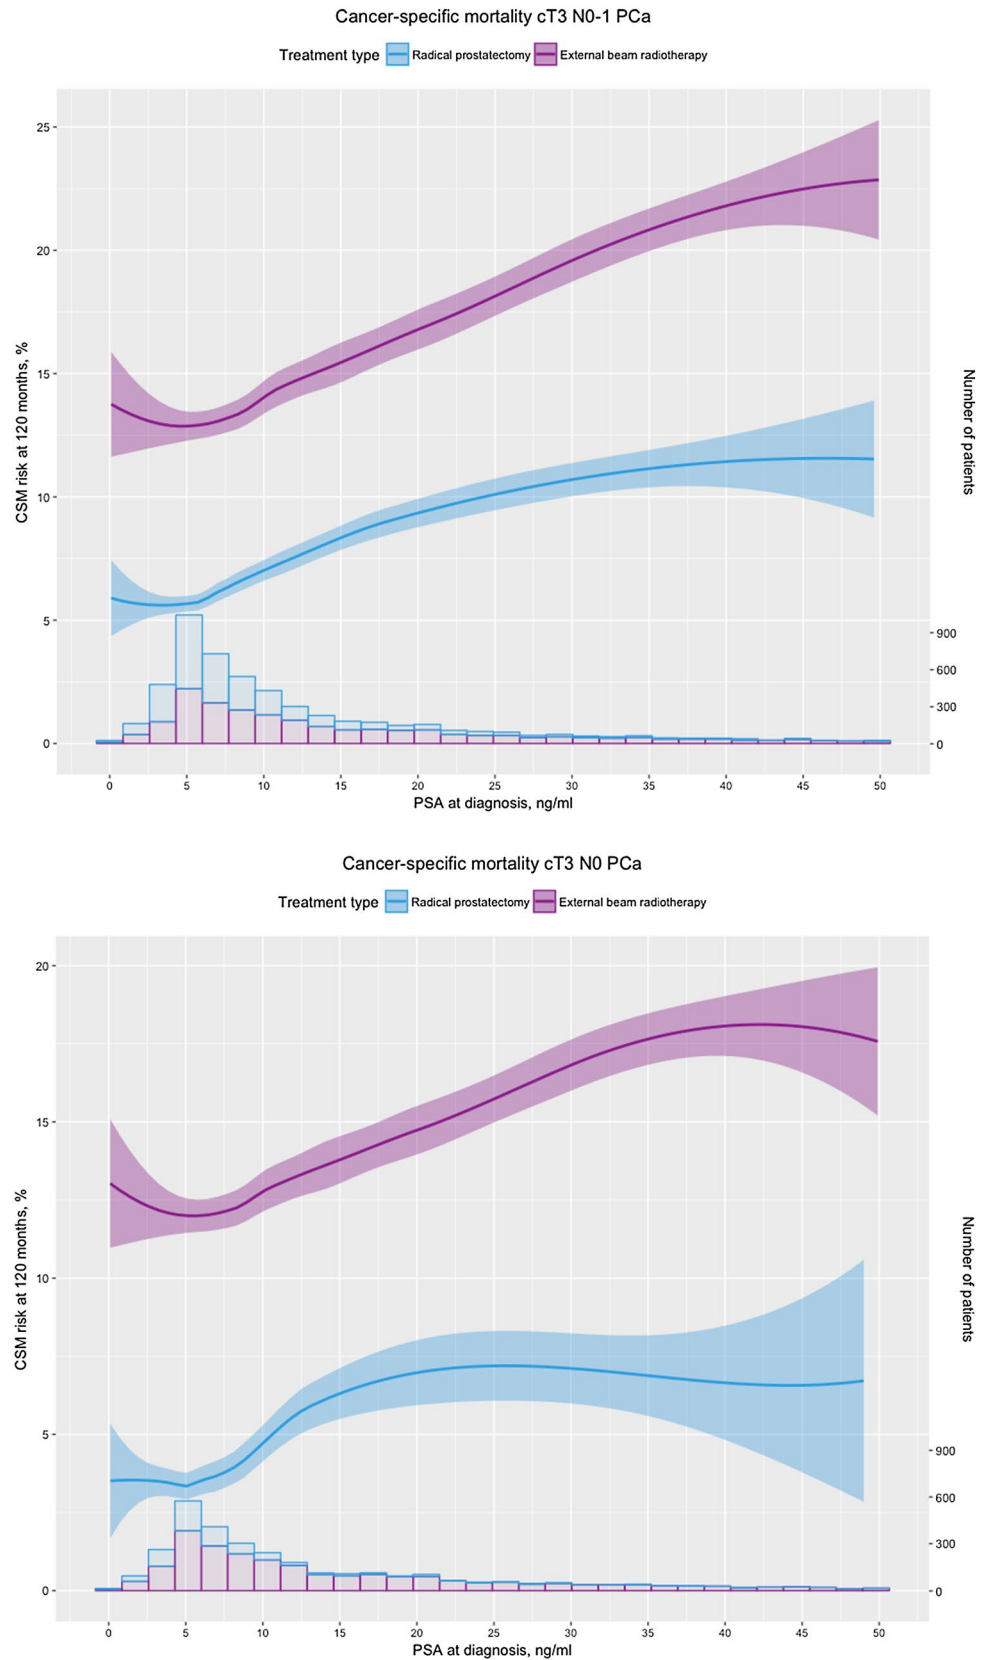 Cancer-specific mortality cT3 N0-1 PCa
Treatment type Radical prostatectomy External beam radiotherapy
25
20
15
10
5
0
CSM risk at 120 months, %
900
600
300
0
Number of patients
0 5 10 15 20 25 30 35 40 45 50
PSA at diagnosis, ng/ml
Cancer-specific mortality cT3 N0 PCa
Treatment type Radical prostatectomy External beam radiotherapy
20
15
10
5
0
CSM risk at 120 months, %
900
600
300
0
Number of patients
0 5 10 15 20 25 30 35 40 45 50
PSA at diagnosis, ng/ml